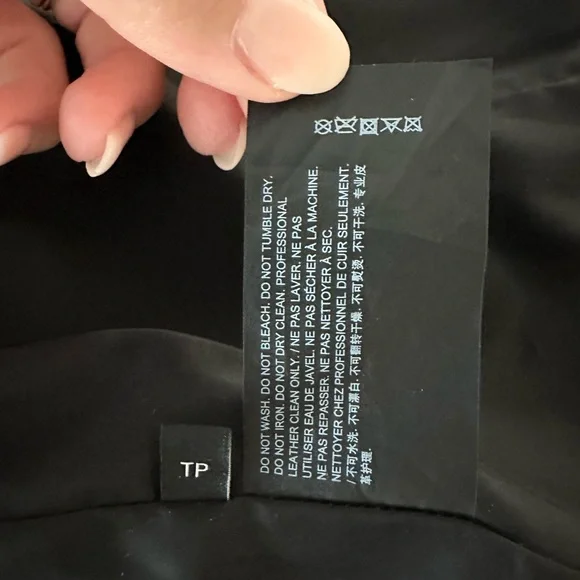 DO NOT WASH. DO NOT BLEACH. DO NOT TUMBLE DRY.
DO NOT IRON. DO NOT DRY CLEAN. PROFESSIONAL
LEATHER CLEAN ONLY. / NE PAS LAVER. NE PAS
UTILISER EAU DE JAVEL. NE PAS SÉCHER À LA MACHINE.
NE PAS REPASSER. NE PAS NETTOYER À SEC.
NETTOYER CHEZ PROFESSIONNEL DE CUIR SEULEMENT.
/ 不可水洗. 不可漂白. 不可翻转干燥. 不可熨烫. 不可干洗. 专业皮
革护理.
TP